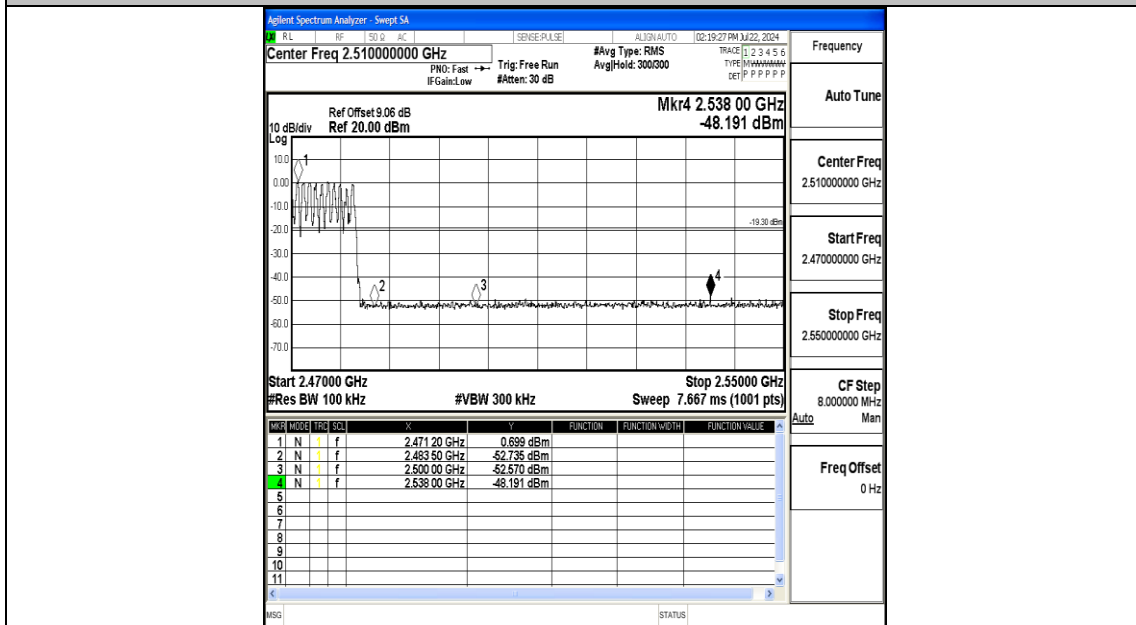 Agilent Spectrum Analyzer - Swept SA
RL RF 50 Ω AC SENSE:PULSE ALIGN AUTO 02:19:27 PM Jul 22, 2024
Center Freq 2.510000000 GHz
PNO: Fast
IFGain:Low
Trig: Free Run
#Atten: 30 dB
#Avg Type: RMS
Avg|Hold: 300/300
TRACE 1 2 3 4 5 6
TYPE M
DET P P P P P P
Ref Offset 9.06 dB
10 dB/div Ref 20.00 dBm
Log
Mkr4 2.538 00 GHz
-48.191 dBm
10.0
0.00
-10.0
-20.0
-30.0
-40.0
-50.0
-60.0
-70.0
1
2
3
4
-19.30 dBm
Start 2.47000 GHz Stop 2.55000 GHz
#Res BW 100 kHz #VBW 300 kHz Sweep 7.667 ms (1001 pts)
MKR MODE TRC SCL X Y FUNCTION FUNCTION WIDTH FUNCTION VALUE
1 N 1 f 2.471 20 GHz 0.699 dBm
2 N 1 f 2.483 50 GHz -52.735 dBm
3 N 1 f 2.500 00 GHz -52.570 dBm
4 N 1 f 2.538 00 GHz -48.191 dBm
5
6
7
8
9
10
11
MSG STATUS
Frequency
Auto Tune
Center Freq
2.510000000 GHz
Start Freq
2.470000000 GHz
Stop Freq
2.550000000 GHz
CF Step
8.000000 MHz
Auto Man
Freq Offset
0 Hz